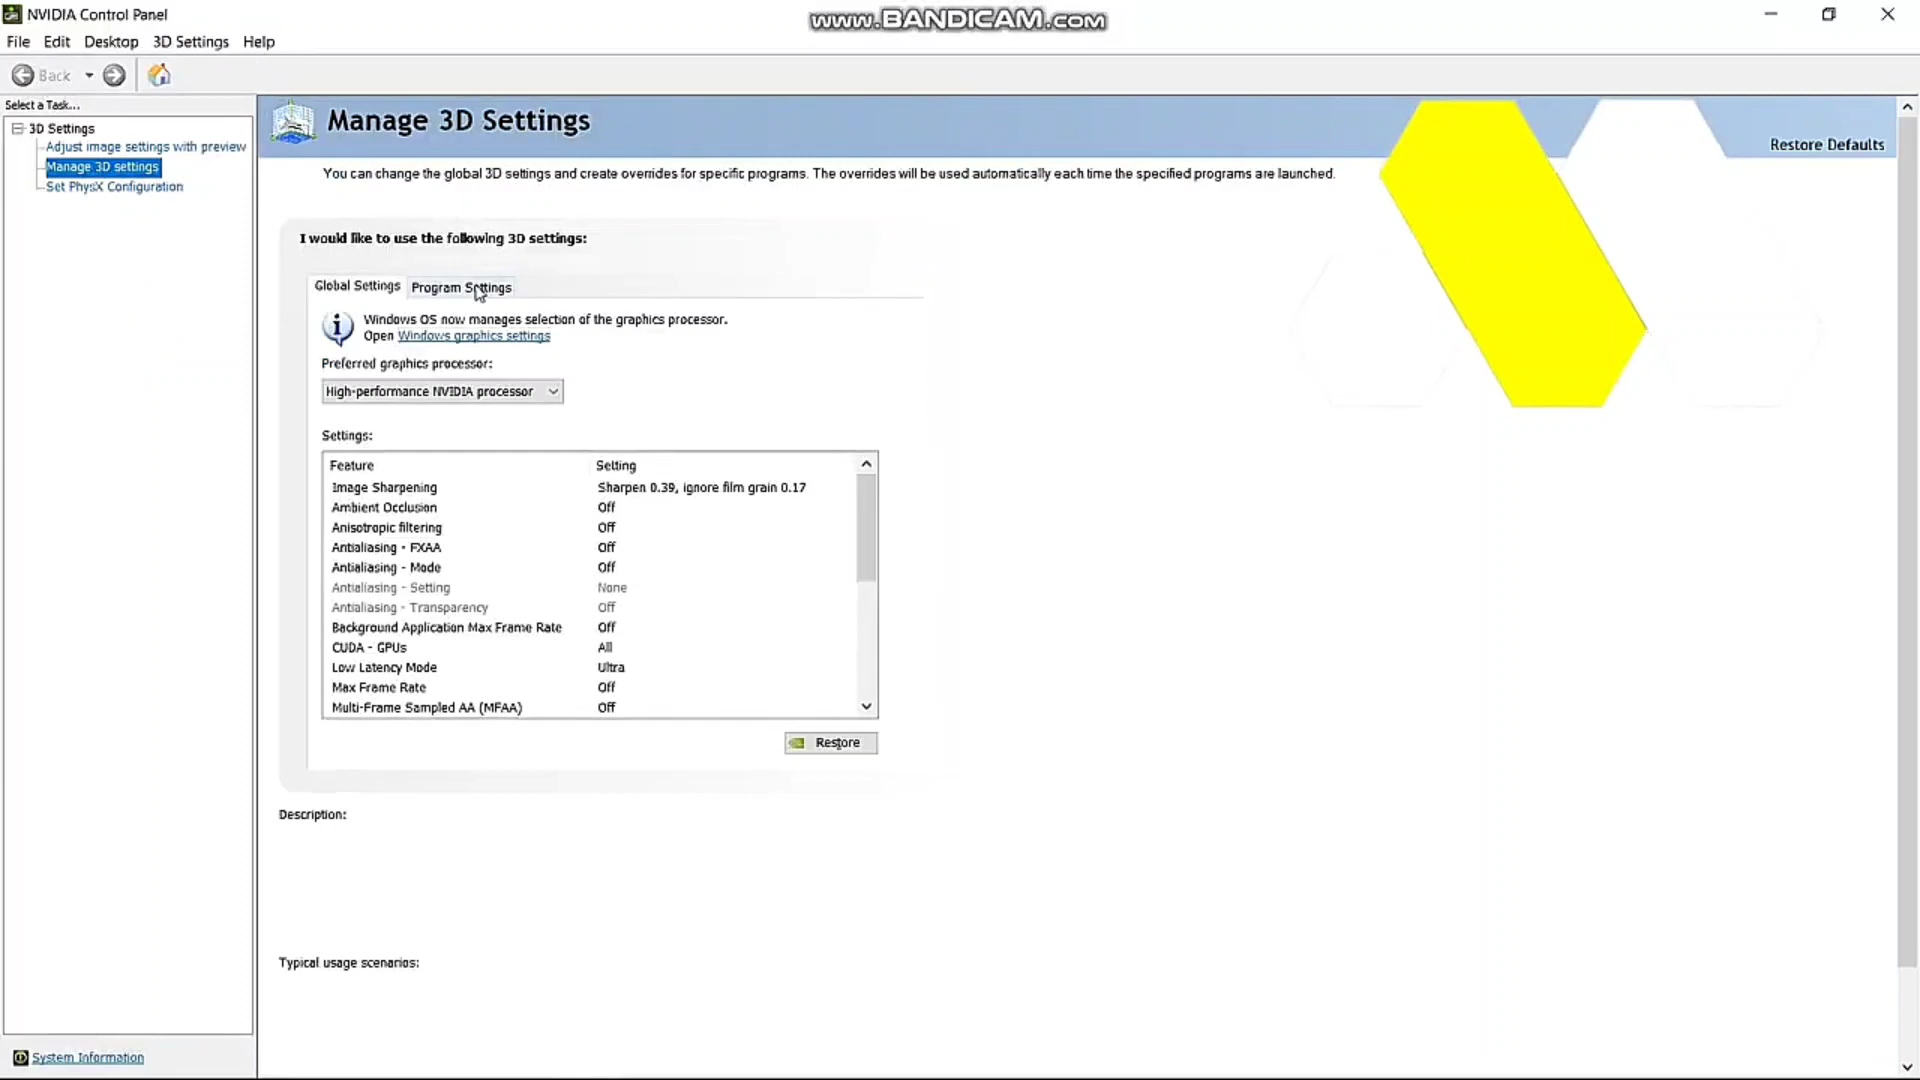 NVIDIA Control Panel
www.BANDICAM.com
File Edit Desktop 3D Settings Help
Back
Select a Task...
3D Settings
Adjust image settings with preview
Manage 3D settings
Set PhysX Configuration
System Information
Manage 3D Settings
Restore Defaults
You can change the global 3D settings and create overrides for specific programs. The overrides will be used automatically each time the specified programs are launched.
I would like to use the following 3D settings:
Global Settings Program Settings
Windows OS now manages selection of the graphics processor.
Open Windows graphics settings
Preferred graphics processor:
High-performance NVIDIA processor
Settings:
Feature Setting
Image Sharpening Sharpen 0.39, ignore film grain 0.17
Ambient Occlusion Off
Anisotropic filtering Off
Antialiasing - FXAA Off
Antialiasing - Mode Off
Antialiasing - Setting None
Antialiasing - Transparency Off
Background Application Max Frame Rate Off
CUDA - GPUs All
Low Latency Mode Ultra
Max Frame Rate Off
Multi-Frame Sampled AA (MFAA) Off
Restore
Description:
Typical usage scenarios: